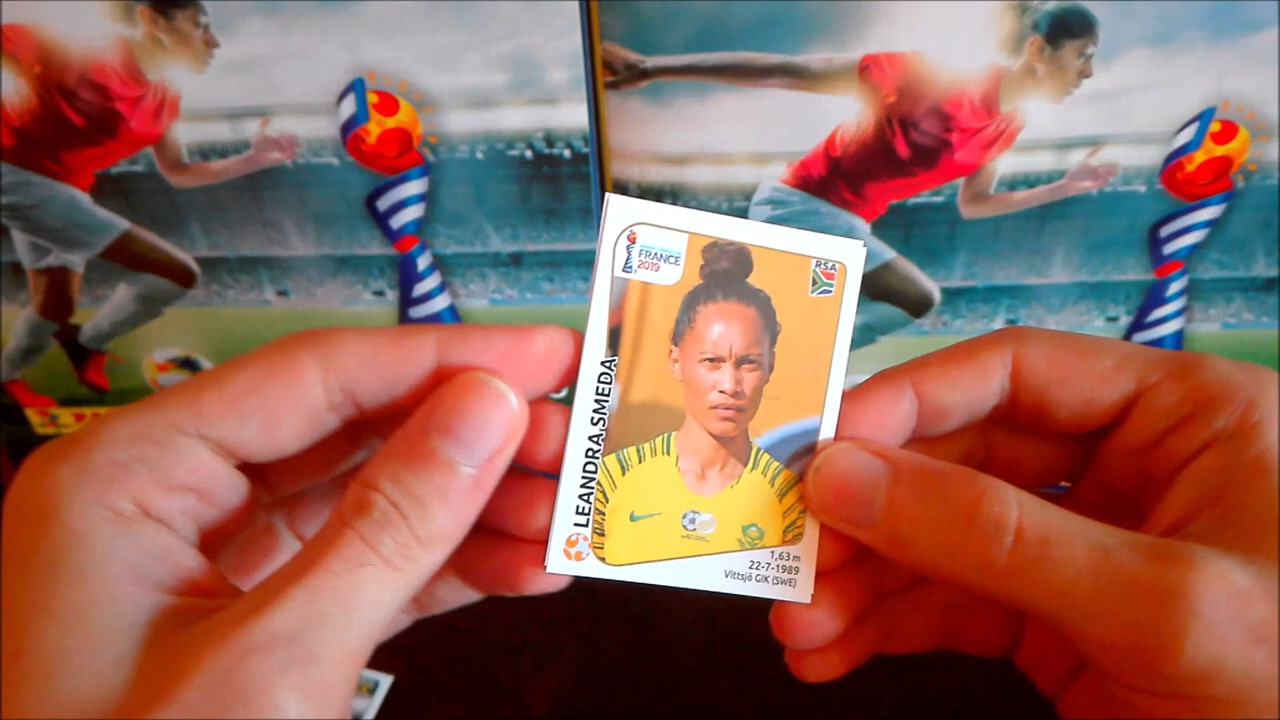 FRANCE
2019
RSA
LEANDRA SMEDA
1,63 m
22-7-1989
Vittsjö GIK (SWE)